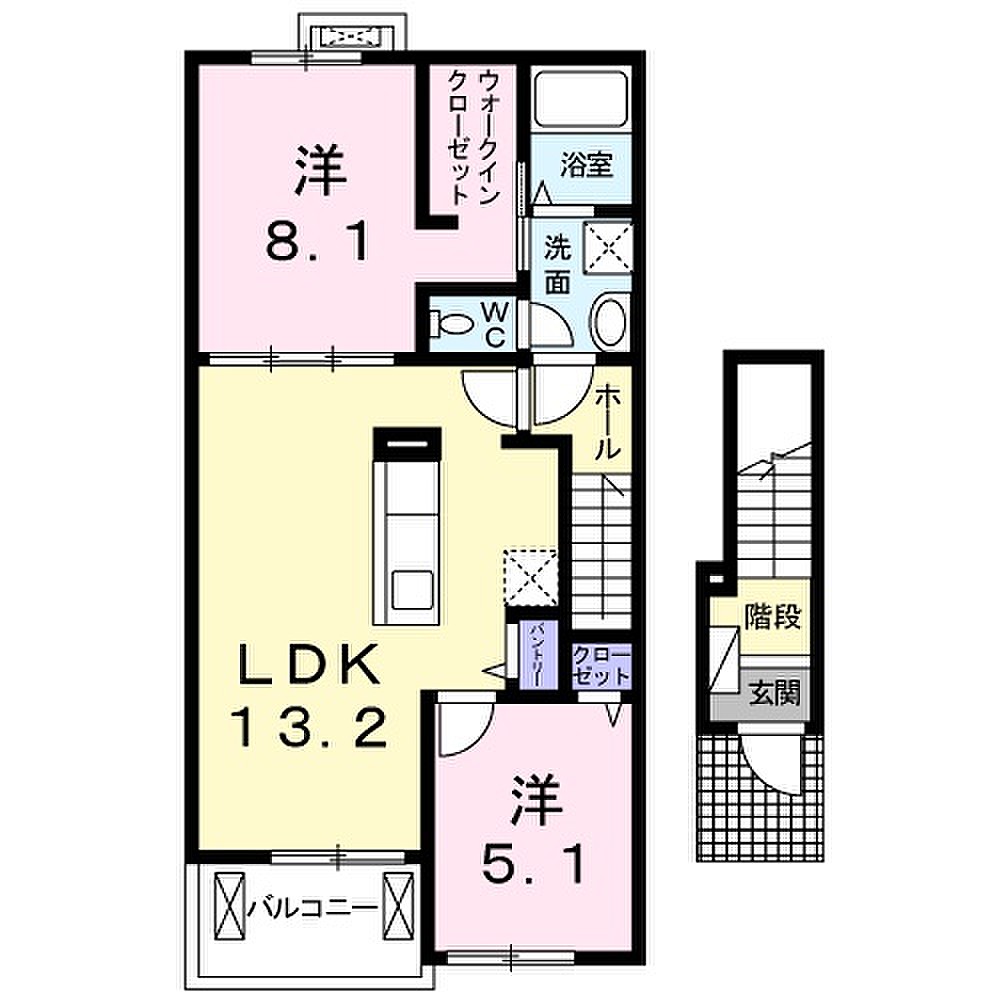 ウォークイン
クローゼット
浴室
洋
8.1
洗
面
WC
ホール
LDK
13.2
パントリー
クロー
ゼット
階段
玄関
洋
5.1
バルコニー